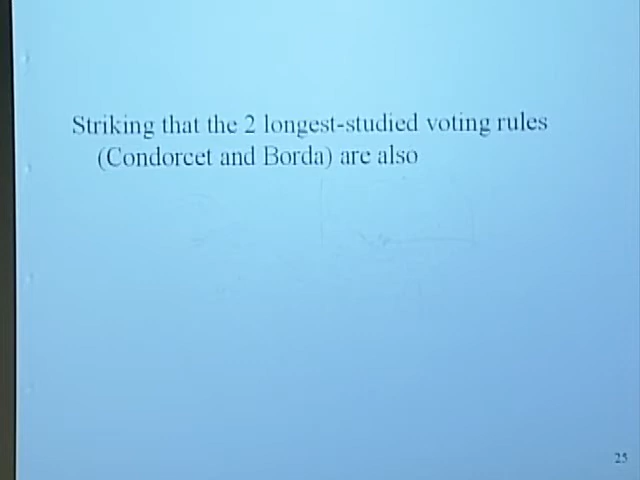 Striking that the 2 longest-studied voting rules
(Condorcet and Borda) are also
25